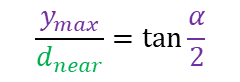 y_max / d_near = tan α/2